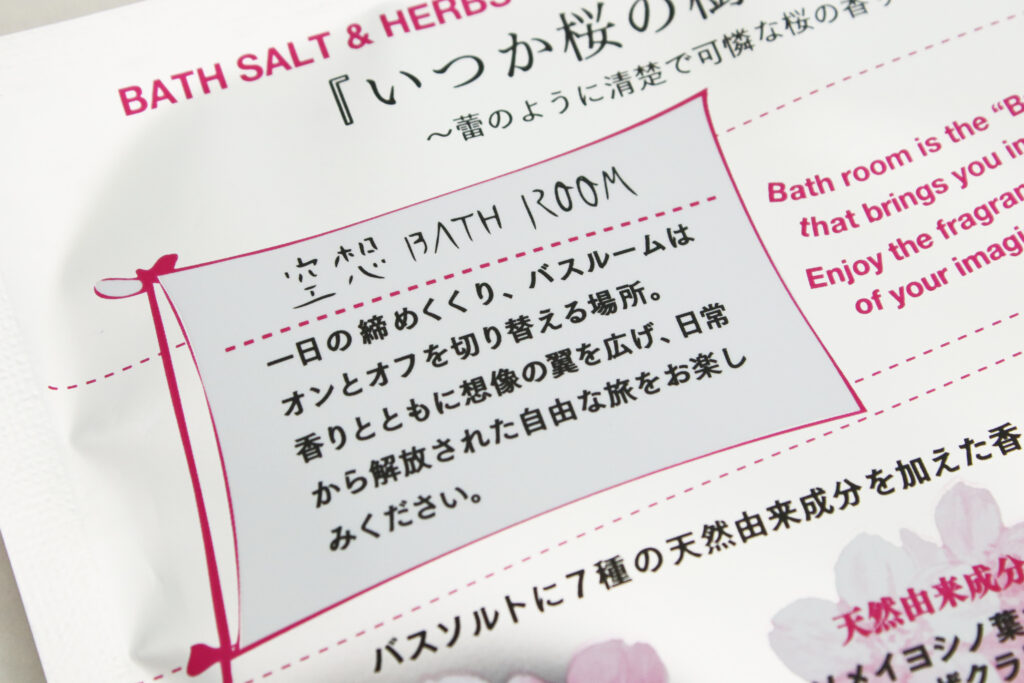 BATH SALT & HERBS
『いつか桜の
～蕾のように清楚で可憐な桜の香り
空想 BATH ROOM
一日の締めくくり、バスルームは
オンとオフを切り替える場所。
香りとともに想像の翼を広げ、日常
から解放された自由な旅をお楽し
みください。
Bath room is the “B
that brings you in
Enjoy the fragran
of your imagi
バスソルトに7種の天然由来成分を加えた香
天然由来成分
メイヨシノ葉
ザクラ